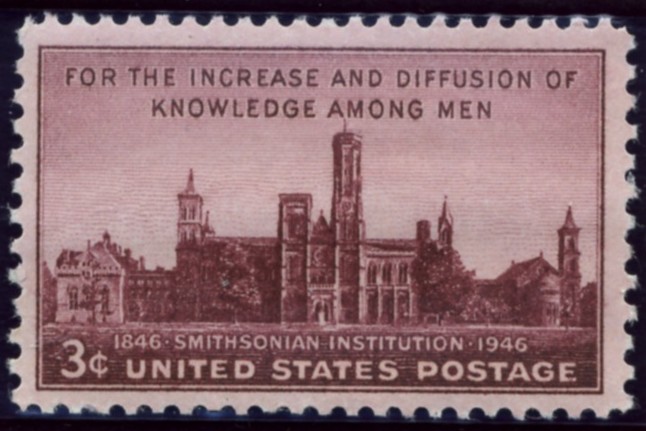 FOR THE INCREASE AND DIFFUSION OF
KNOWLEDGE AMONG MEN
1846 · SMITHSONIAN INSTITUTION · 1946
3¢ UNITED STATES POSTAGE